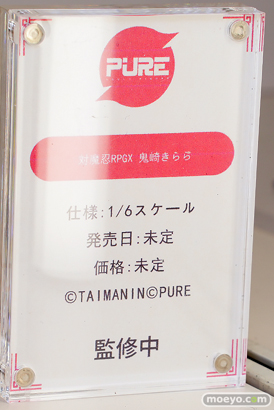 PURE
対魔忍RPGX 鬼崎きらら
仕様:1/6スケール
発売日:未定
価格:未定
©TAIMANIN©PURE
監修中
moeyo.com